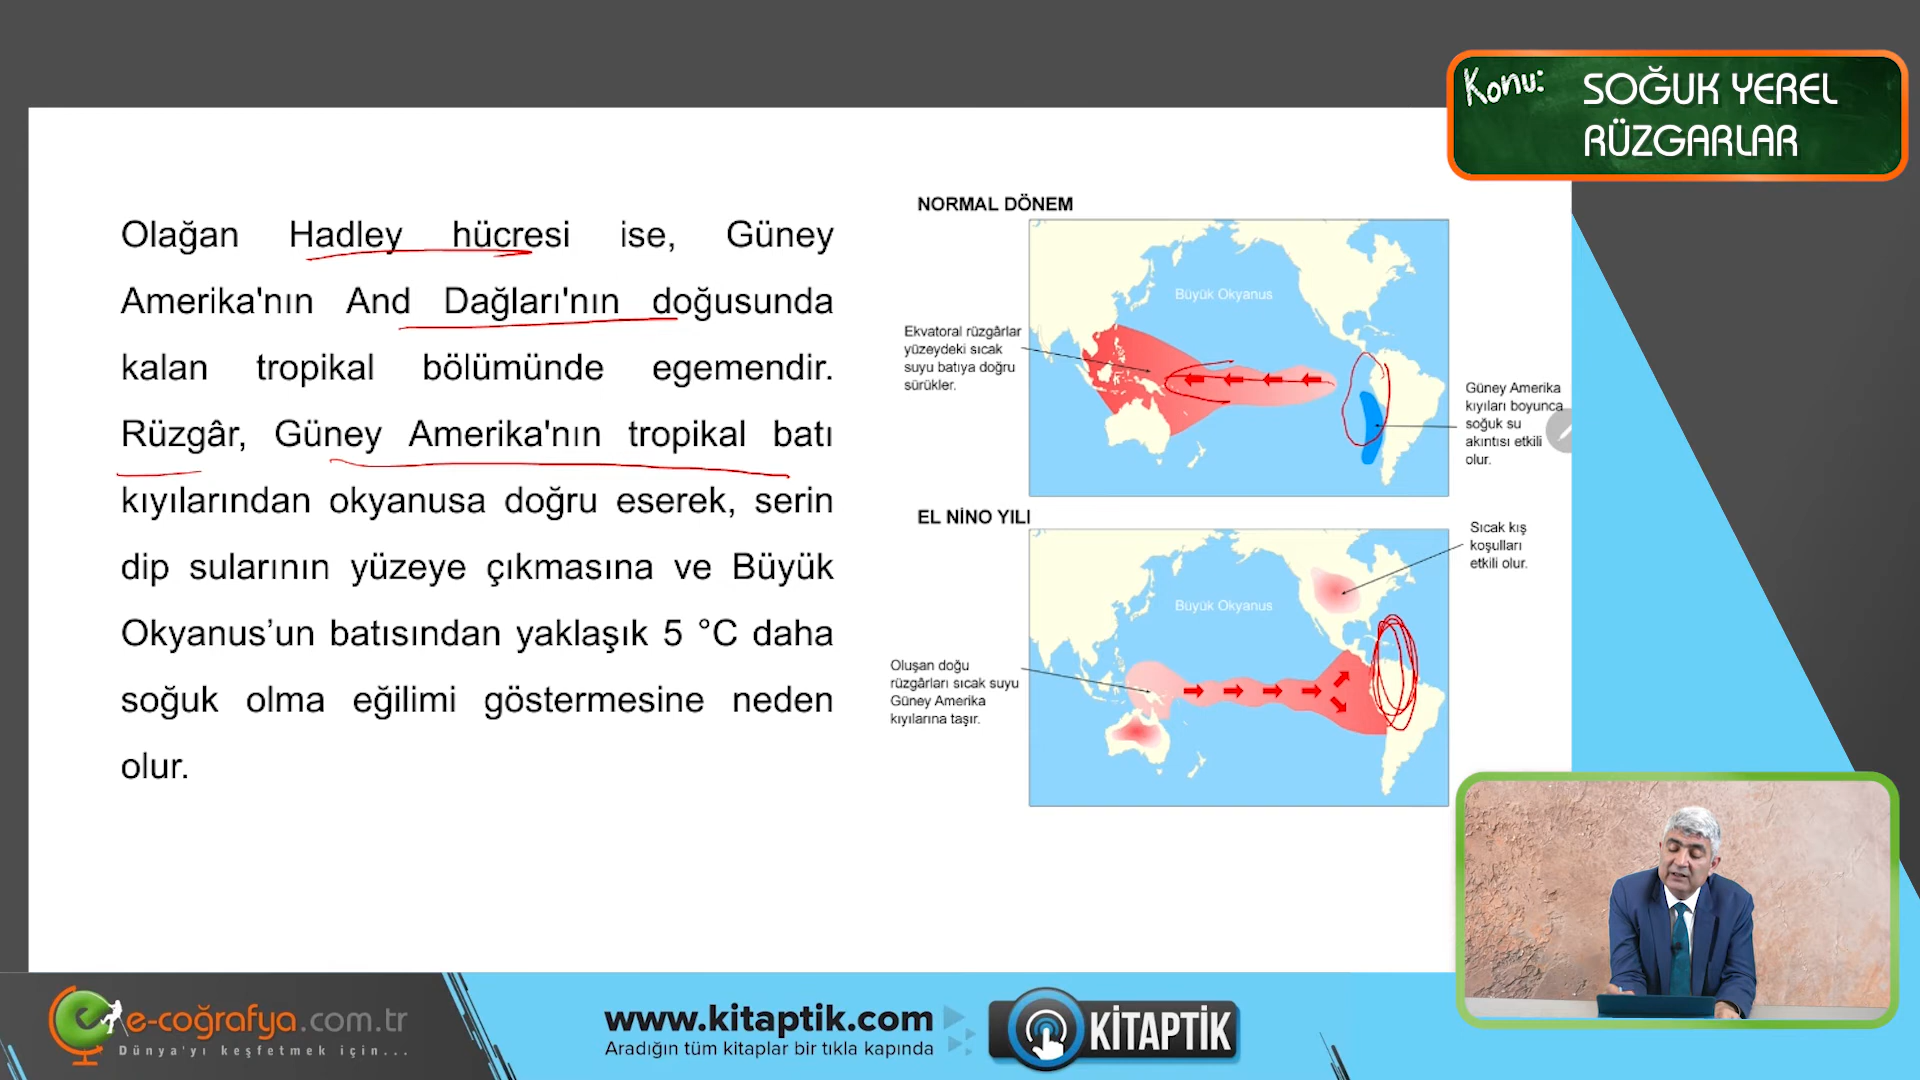 Konu:
SOĞUK YEREL
RÜZGARLAR
Olağan Hadley hücresi ise, Güney
Amerika'nın And Dağları'nın doğusunda
kalan tropikal bölümünde egemendir.
Rüzgâr, Güney Amerika'nın tropikal batı
kıyılarından okyanusa doğru eserek, serin
dip sularının yüzeye çıkmasına ve Büyük
Okyanus’un batısından yaklaşık 5 °C daha
soğuk olma eğilimi göstermesine neden
olur.
NORMAL DÖNEM
Büyük Okyanus
Ekvatoral rüzgârlar
yüzeydeki sıcak
suyu batıya doğru
sürükler.
Güney Amerika
kıyıları boyunca
soğuk su
akıntısı etkili
olur.
EL NİNO YILI
Sıcak kış
koşulları
etkili olur.
Büyük Okyanus
Oluşan doğu
rüzgârları sıcak suyu
Güney Amerika
kıyılarına taşır.
e-coğrafya.com.tr
Dünya'yı keşfetmek için...
www.kitaptik.com
Aradığın tüm kitaplar bir tıkla kapında
KİTAPTIK